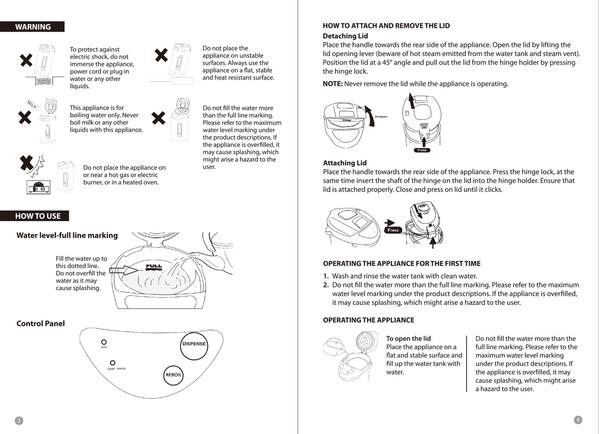 WARNING
To protect against
electric shock, do not
immerse the appliance,
power cord or plug in
water or any other
liquids.
Do not place the
appliance on
unstable
surfaces. Always use the
appliance on a flat, stable
and heat resistant surface.
This appliance is for
boiling water only. Never
boil milk or any other
liquids with this appliance.
Do not fill the water more
than the full line marking.
Please refer to the maximum
water level marking under
the product descriptions. If
the appliance is overfilled, it
may cause splashing, which
might arise a hazard to the
user.
MILK
Do not place the appliance on
or near a hot gas or electric
burner, or in a heated oven.
HOW TO USE
Water level-full line marking
Fill the water up to
this dotted line.
Do not overfill the
water as it may
cause splashing.
FULL
Control Panel
DISPENSE
REBOIL
3
HOW TO ATTACH AND REMOVE THE LID
Detaching Lid
Place the handle towards the rear side of the appliance. Open the lid by lifting the
lid opening lever (beware of hot steam emitted from the water tank and steam vent).
Position the lid at a 45° angle and pull out the lid from the hinge holder by pressing
the hinge lock.
NOTE: Never remove the lid while the appliance is operating.
Press
Attaching Lid
Place the handle towards the rear side of the appliance. Press the hinge lock, at the
same time insert the shaft of the hinge on the lid into the hinge holder. Ensure that
lid is attached properly. Close and press on lid until it clicks.
Press
OPERATING THE APPLIANCE FOR THE FIRST TIME
1. Wash and rinse the water tank with clean water.
2. Do not fill the water more than the full line marking. Please refer to the maximum
water level marking under the product descriptions. If the appliance is overfilled,
it may cause splashing, which might arise a hazard to the user.
OPERATING THE APPLIANCE
To open the lid
Place the appliance on a
flat and stable surface and
fill up the water tank with
water.
Do not fill the water more than the
full line marking. Please refer to the
maximum water level marking
under the product descriptions. If
the appliance is overfilled, it may
cause splashing, which might arise
a hazard to the user.
4